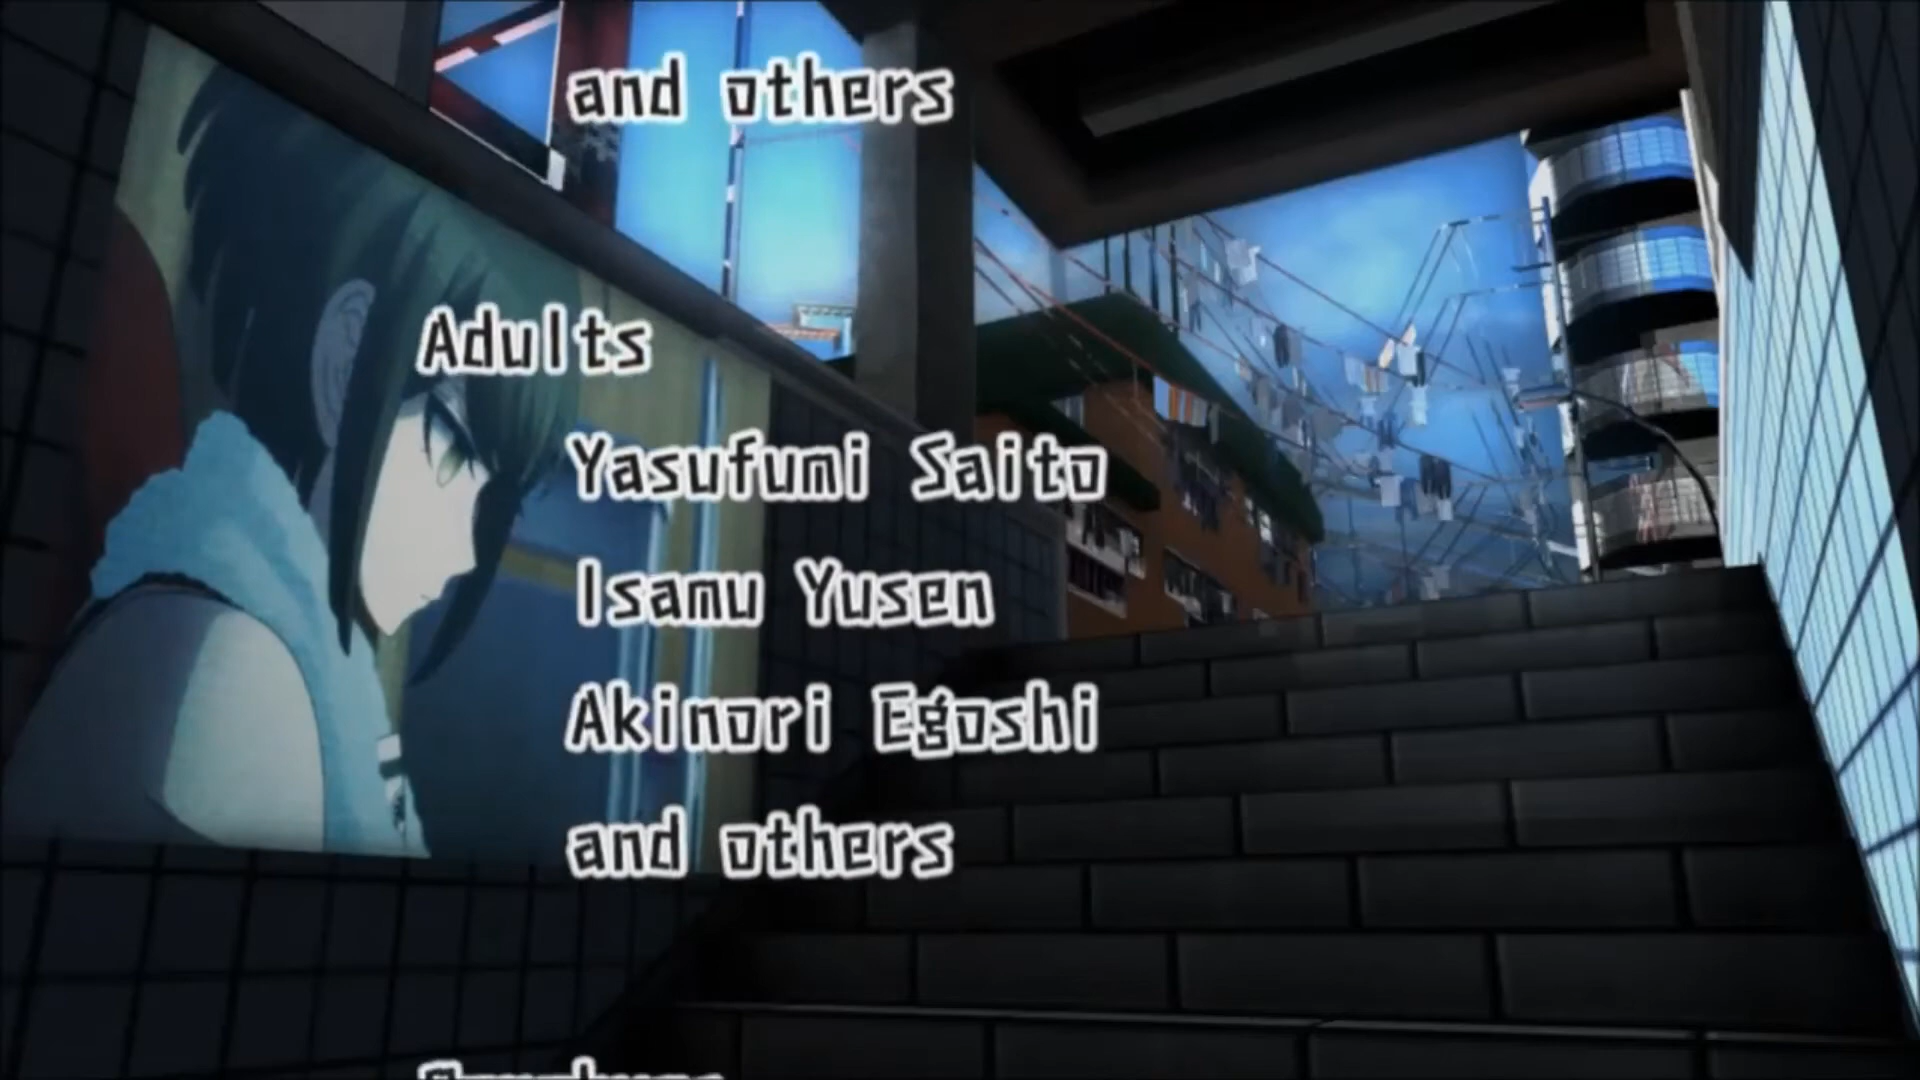 and others
Adults
Yasufumi Saito
Isamu Yusen
Akinori Egoshi
and others